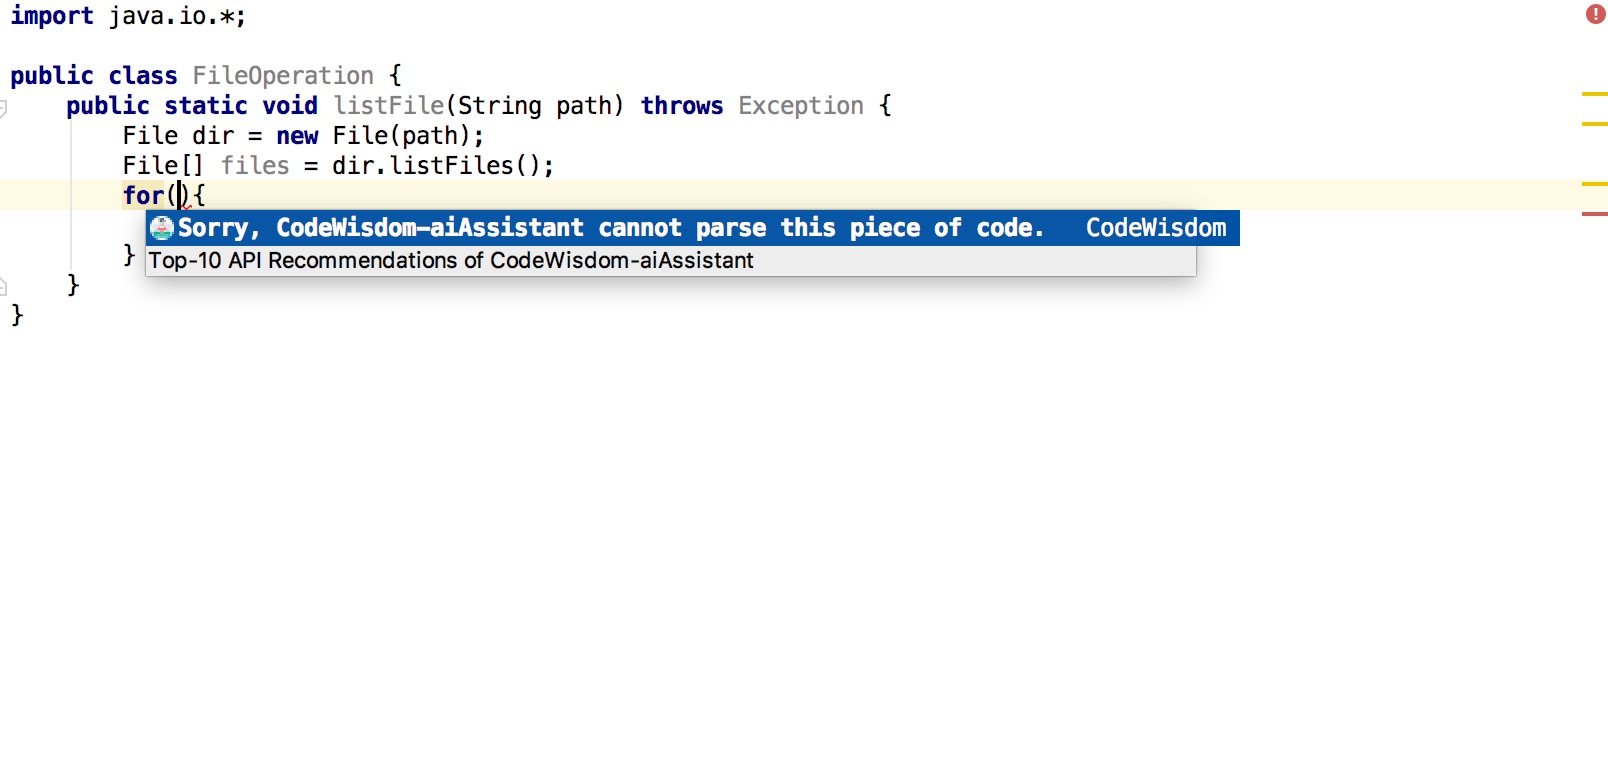 import java.io.*;
public class FileOperation {
public static void listFile(String path) throws Exception {
File dir = new File(path);
File[] files = dir.listFiles();
for(){
Sorry, CodeWisdom-aiAssistant cannot parse this piece of code. CodeWisdom
}
Top-10 API Recommendations of CodeWisdom-aiAssistant
}
}